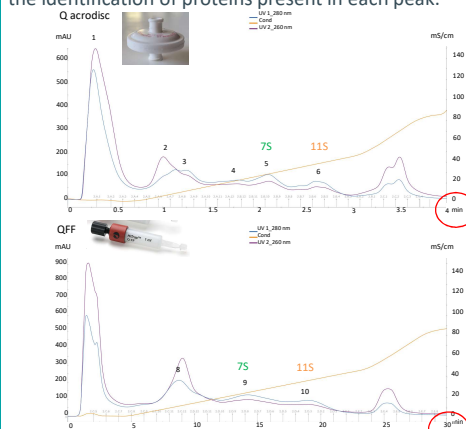 the identification of proteins present in each peak.
Q acrodisc
UV 1_280 nm
Cond
UV 2_260 nm
mAU
mS/cm
1
600
500
400
300
200
100
0
140
120
100
80
60
40
20
0
2
3
4
5
6
7S
11S
0
0.5
1
1.5
2
2.5
3
3.5
4 min
QFF
UV 1_280 nm
Cond
UV 2_260 nm
mAU
mS/cm
900
800
700
600
500
400
300
200
100
0
140
120
100
80
60
40
20
0
8
9
10
7S
11S
0
5
10
15
20
25
30 min